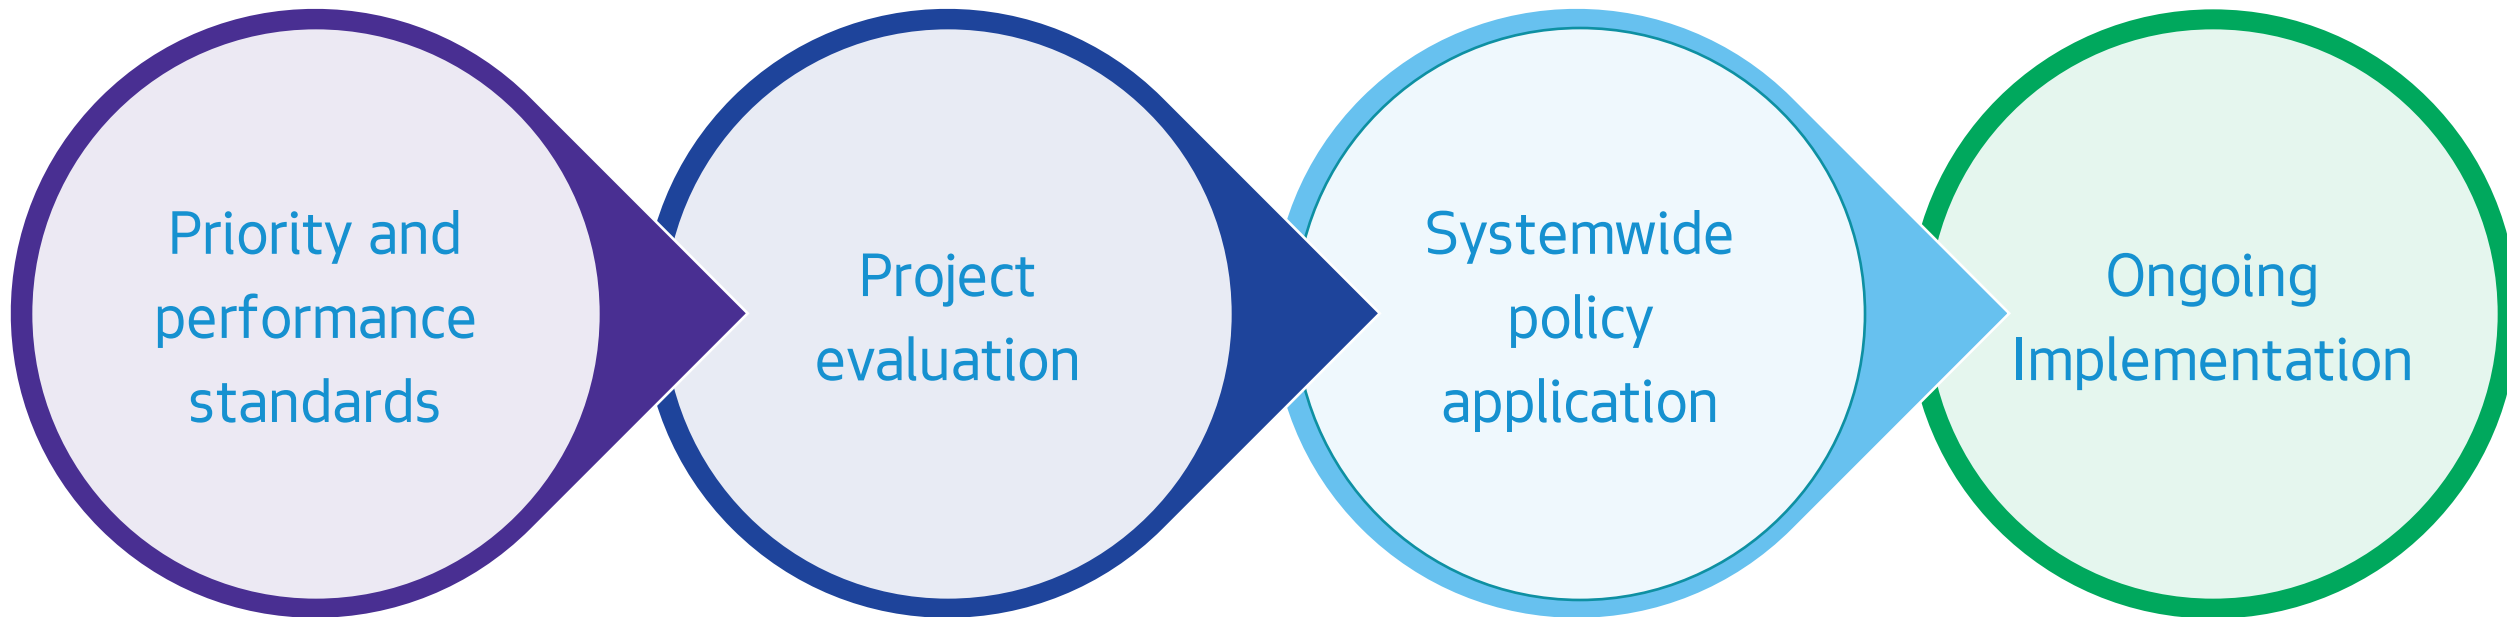 Priority and
performance
standards
Project
evaluation
Systemwide
policy
application
Ongoing
Implementation